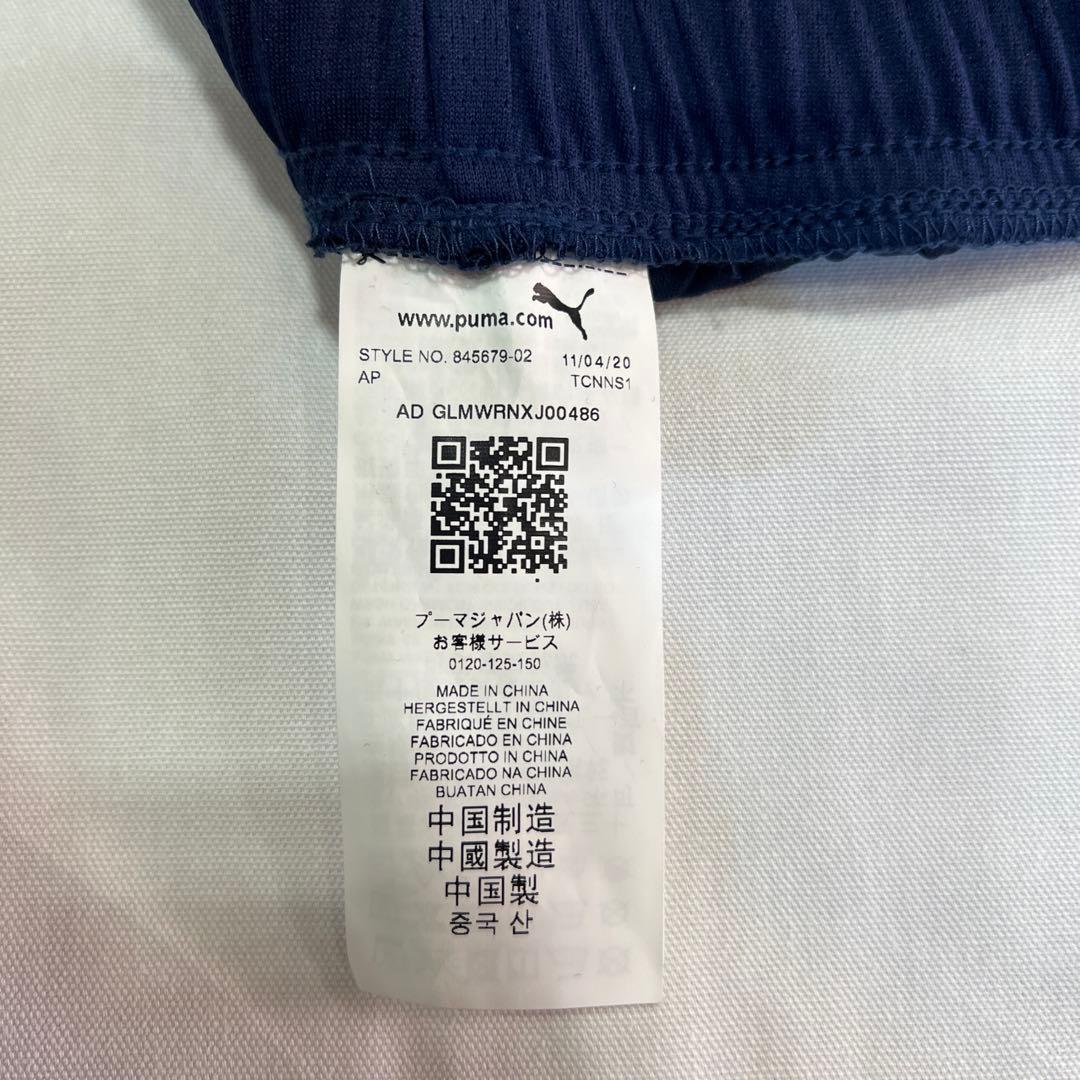 www.puma.com
STYLE NO. 845679-02 11/04/20
AP TCNNS1
AD GLMWRNXJ00486
プーマジャパン(株)
お客様サービス
0120-125-150
MADE IN CHINA
HERGESTELLT IN CHINA
FABRIQUÉ EN CHINE
FABRICADO EN CHINA
PRODOTTO IN CHINA
FABRICADO NA CHINA
BUATAN CHINA
中国制造
中國製造
中国製
중국 산